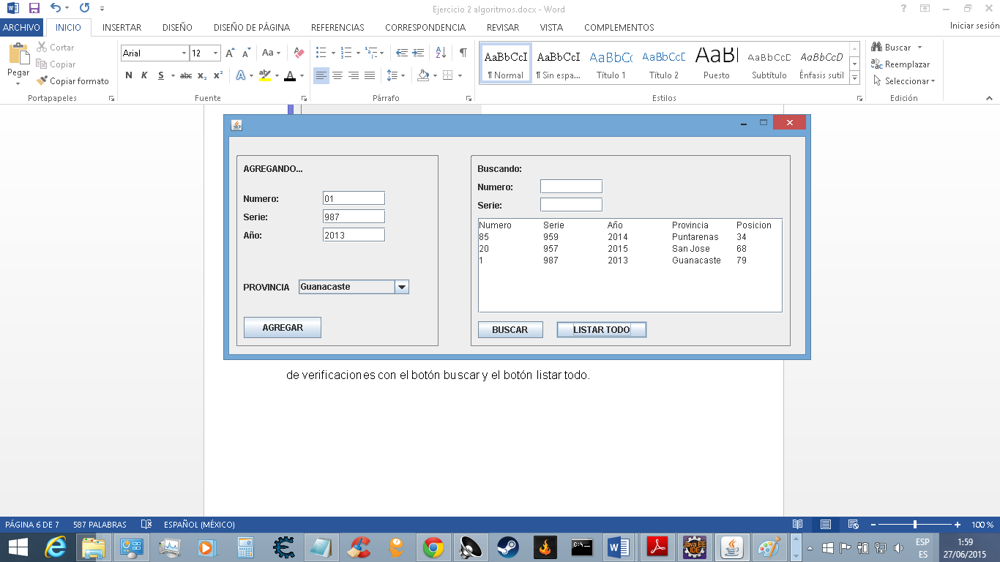 Ejercicio 2 algoritmos.docx - Word
ARCHIVO INICIO INSERTAR DISEÑO DISEÑO DE PÁGINA REFERENCIAS CORRESPONDENCIA REVISAR VISTA COMPLEMENTOS Iniciar sesión
Pegar
Cortar
Copiar
Copiar formato
Portapapeles
Arial 12
N K S abc x₂ x²
Fuente
Párrafo
AaBbCcI AaBbCcI AaBbCc AaBbCcD AaBb AaBbCcD AaBbCcD
¶ Normal ¶ Sin espa... Título 1 Título 2 Puesto Subtítulo Énfasis sutil
Estilos
Buscar
Reemplazar
Seleccionar
Edición
AGREGANDO...
Numero: 01
Serie: 987
Año: 2013
PROVINCIA Guanacaste
AGREGAR
Buscando:
Numero:
Serie:
Numero Serie Año Provincia Posicion
85 959 2014 Puntarenas 34
20 957 2015 San Jose 68
1 987 2013 Guanacaste 79
BUSCAR LISTAR TODO
de verificaciones con el botón buscar y el botón listar todo.
PÁGINA 6 DE 7 587 PALABRAS ESPAÑOL (MÉXICO) 100 %
C:\_
Java EE
IDE
ESP
ES
1:59
27/06/2015